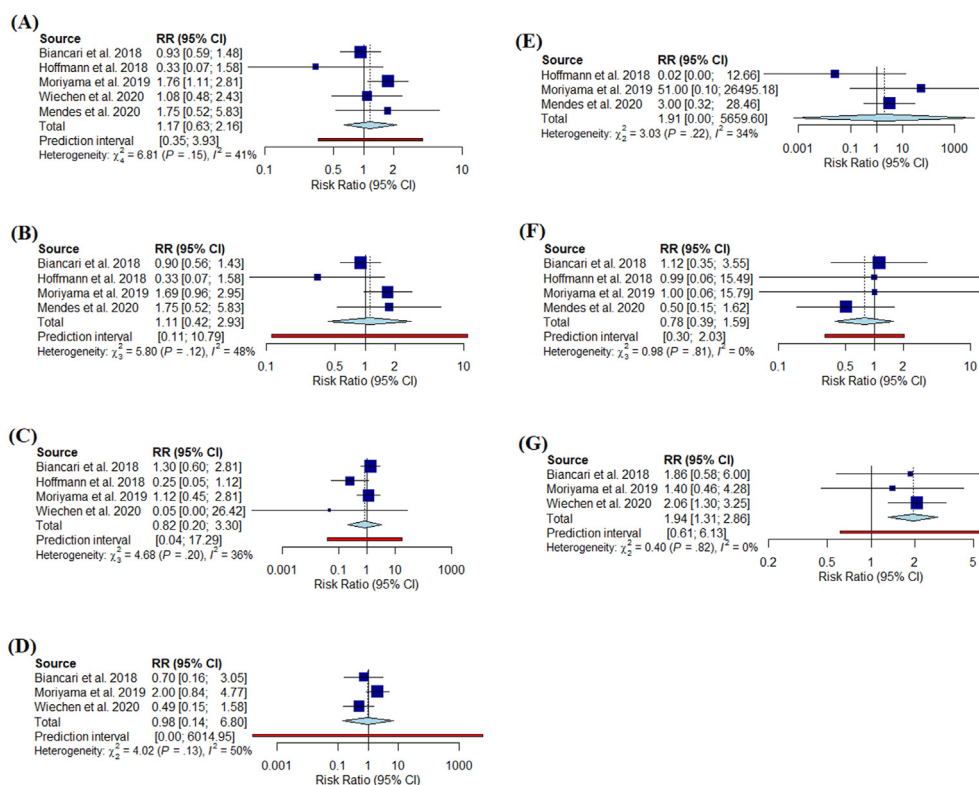 (A)
Source RR (95% CI)
Biancari et al. 2018 0.93 [0.59; 1.48]
Hoffmann et al. 2018 0.33 [0.07; 1.58]
Moriyama et al. 2019 1.76 [1.11; 2.81]
Wiechen et al. 2020 1.08 [0.48; 2.43]
Mendes et al. 2020 1.75 [0.52; 5.83]
Total 1.17 [0.63; 2.16]
Prediction interval [0.35; 3.93]
Heterogeneity: χ²₄ = 6.81 (P = .15), I² = 41%
0.1 0.5 1 2 10
Risk Ratio (95% CI)
(B)
Source RR (95% CI)
Biancari et al. 2018 0.90 [0.56; 1.43]
Hoffmann et al. 2018 0.33 [0.07; 1.58]
Moriyama et al. 2019 1.69 [0.96; 2.95]
Mendes et al. 2020 1.75 [0.52; 5.83]
Total 1.11 [0.42; 2.93]
Prediction interval [0.11; 10.79]
Heterogeneity: χ²₃ = 5.80 (P = .12), I² = 48%
0.1 0.5 1 2 10
Risk Ratio (95% CI)
(C)
Source RR (95% CI)
Biancari et al. 2018 1.30 [0.60; 2.81]
Hoffmann et al. 2018 0.25 [0.05; 1.12]
Moriyama et al. 2019 1.12 [0.45; 2.81]
Wiechen et al. 2020 0.05 [0.00; 26.42]
Total 0.82 [0.20; 3.30]
Prediction interval [0.04; 17.29]
Heterogeneity: χ²₃ = 4.68 (P = .20), I² = 36%
0.001 0.1 1 10 1000
Risk Ratio (95% CI)
(D)
Source RR (95% CI)
Biancari et al. 2018 0.70 [0.16; 3.05]
Moriyama et al. 2019 2.00 [0.84; 4.77]
Wiechen et al. 2020 0.49 [0.15; 1.58]
Total 0.98 [0.14; 6.80]
Prediction interval [0.00; 6014.95]
Heterogeneity: χ²₂ = 4.02 (P = .13), I² = 50%
0.001 0.1 1 10 1000
Risk Ratio (95% CI)
(E)
Source RR (95% CI)
Hoffmann et al. 2018 0.02 [0.00; 12.66]
Moriyama et al. 2019 51.00 [0.10; 26495.18]
Mendes et al. 2020 3.00 [0.32; 28.46]
Total 1.91 [0.00; 5659.60]
Heterogeneity: χ²₂ = 3.03 (P = .22), I² = 34%
0.001 0.1 1 10 1000
Risk Ratio (95% CI)
(F)
Source RR (95% CI)
Biancari et al. 2018 1.12 [0.35; 3.55]
Hoffmann et al. 2018 0.99 [0.06; 15.49]
Moriyama et al. 2019 1.00 [0.06; 15.79]
Mendes et al. 2020 0.50 [0.15; 1.62]
Total 0.78 [0.39; 1.59]
Prediction interval [0.30; 2.03]
Heterogeneity: χ²₃ = 0.98 (P = .81), I² = 0%
0.1 0.5 1 2 10
Risk Ratio (95% CI)
(G)
Source RR (95% CI)
Biancari et al. 2018 1.86 [0.58; 6.00]
Moriyama et al. 2019 1.40 [0.46; 4.28]
Wiechen et al. 2020 2.06 [1.30; 3.25]
Total 1.94 [1.31; 2.86]
Prediction interval [0.61; 6.13]
Heterogeneity: χ²₂ = 0.40 (P = .82), I² = 0%
0.2 0.5 1 2 5
Risk Ratio (95% CI)